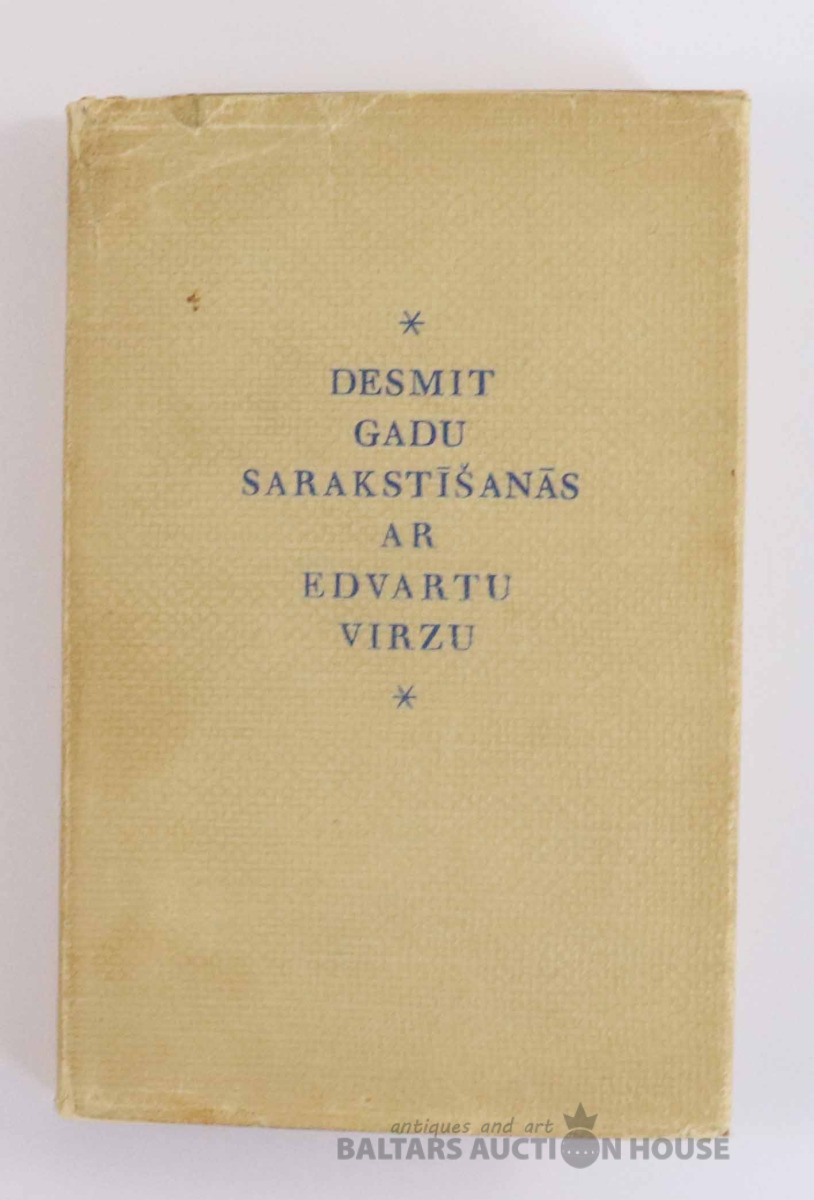 *
DESMIT
GADU
SARAKSTĪŠANĀS
AR
EDVARTU
VIRZU
*
antiques and art
BALTARS AUCTION HOUSE